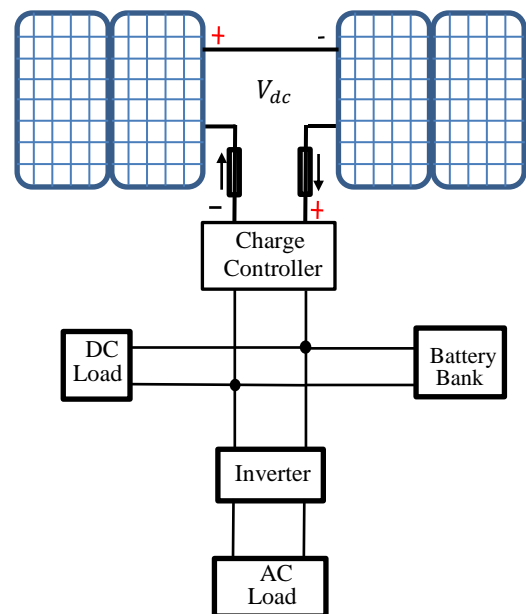 + -
V_dc
- +
Charge
Controller
DC
Load
Battery
Bank
Inverter
AC
Load